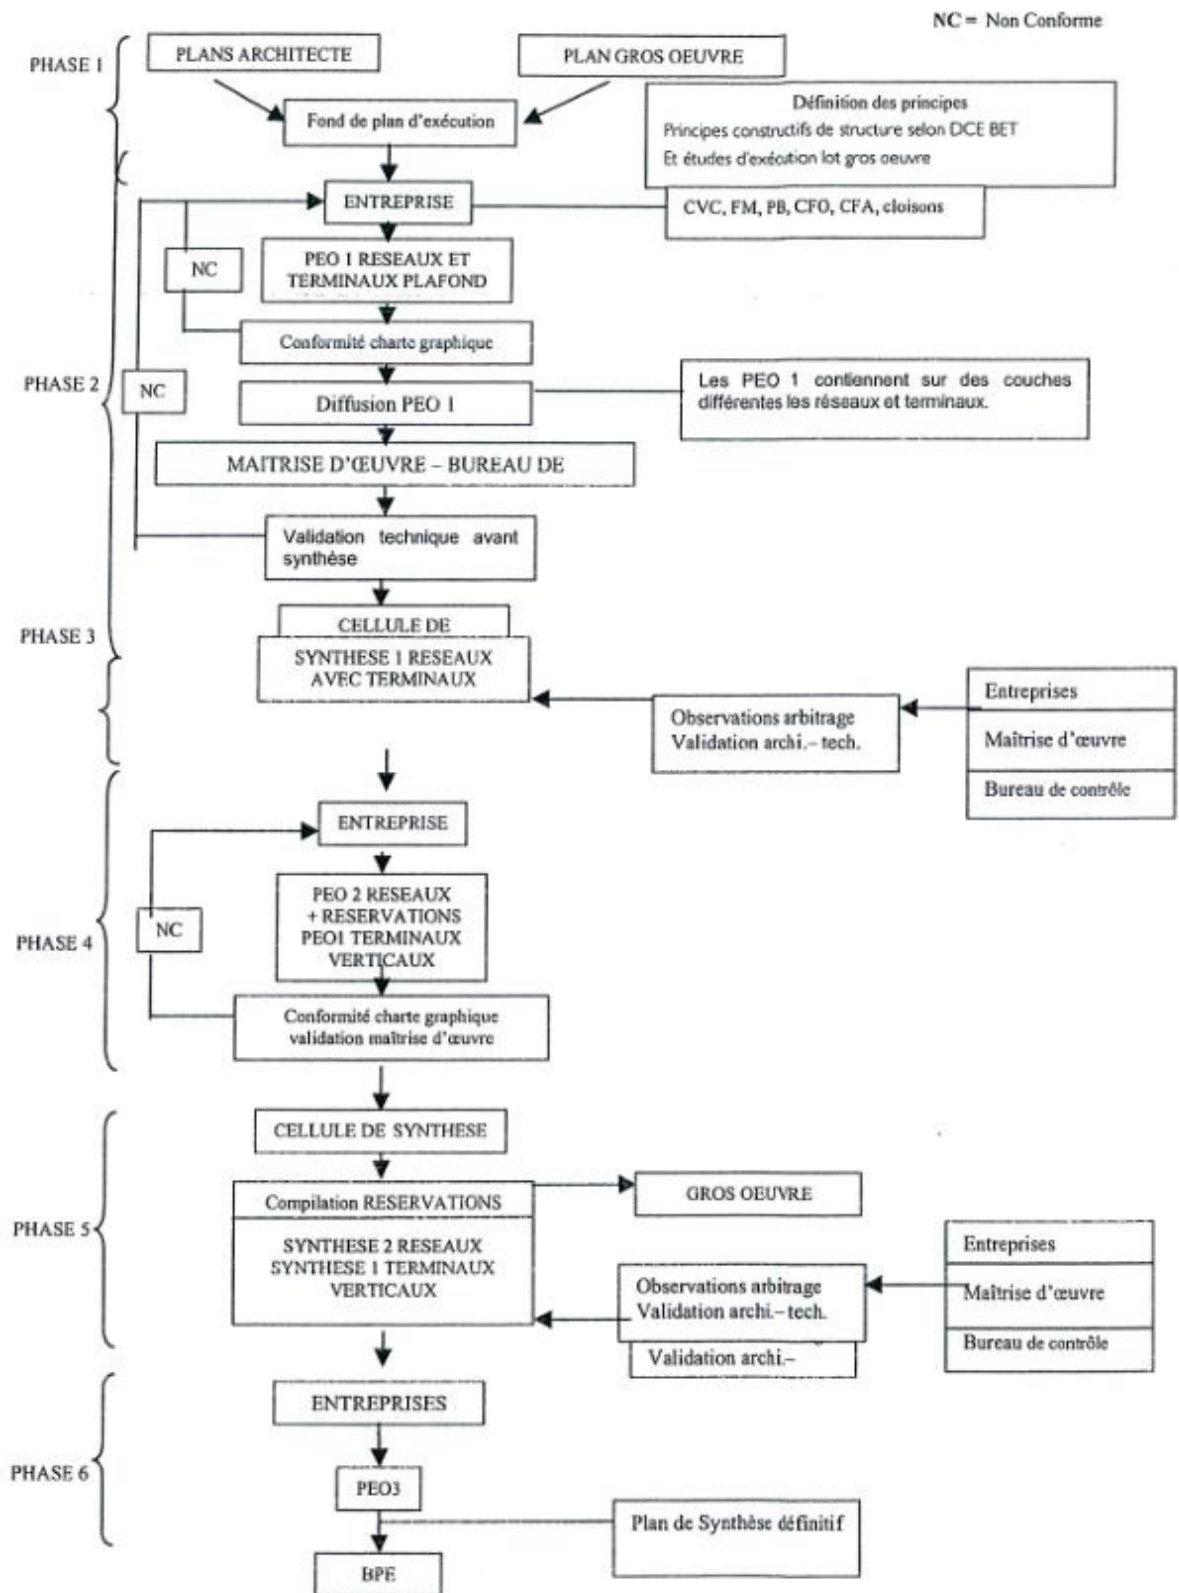 NC = Non Conforme
PHASE 1
PLANS ARCHITECTE
PLAN GROS OEUVRE
Fond de plan d'exécution
Définition des principes
Principes constructifs de structure selon DCE BET
Et études d'exécution lot gros oeuvre
ENTREPRISE
CVC, FM, PB, CFO, CFA, cloisons
NC
PEO 1 RESEAUX ET
TERMINAUX PLAFOND
Conformité charte graphique
PHASE 2
NC
Diffusion PEO 1
Les PEO 1 contiennent sur des couches
différentes les réseaux et terminaux.
MAITRISE D'ŒUVRE – BUREAU DE
Validation technique avant
synthèse
PHASE 3
CELLULE DE
SYNTHESE 1 RESEAUX
AVEC TERMINAUX
Observations arbitrage
Validation archi.– tech.
Entreprises
Maîtrise d'œuvre
Bureau de contrôle
ENTREPRISE
PHASE 4
NC
PEO 2 RESEAUX
+ RESERVATIONS
PEO1 TERMINAUX
VERTICAUX
Conformité charte graphique
validation maîtrise d'œuvre
CELLULE DE SYNTHESE
PHASE 5
Compilation RESERVATIONS
GROS OEUVRE
SYNTHESE 2 RESEAUX
SYNTHESE 1 TERMINAUX
VERTICAUX
Observations arbitrage
Validation archi.– tech.
Validation archi.–
Entreprises
Maîtrise d'œuvre
Bureau de contrôle
ENTREPRISES
PHASE 6
PEO3
Plan de Synthèse définitif
BPE